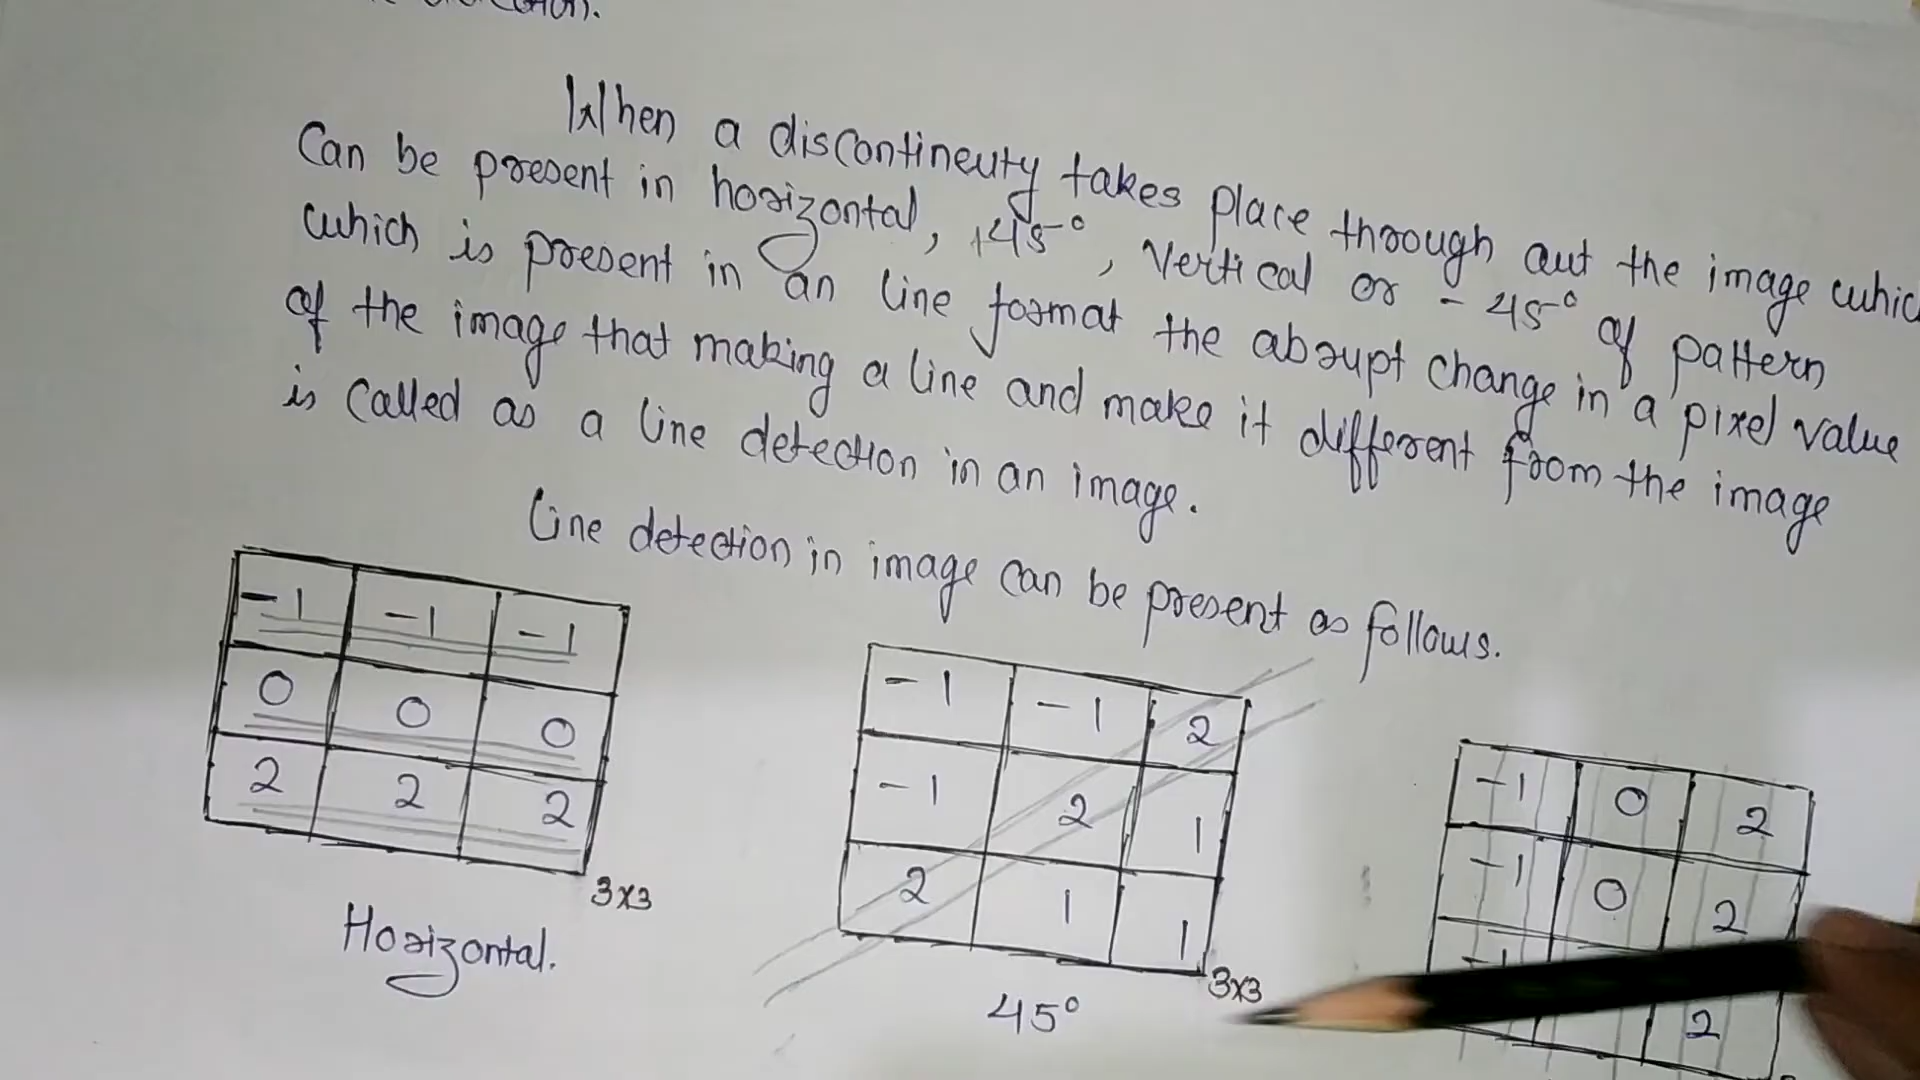 When a discontineuty takes place through out the image which
Can be present in horizontal, +45°, Vertical or -45° of pattern
which is present in an line format the abrupt change in a pixel value
of the image that making a line and make it different from the image
is called as a line detection in an image.
Line detection in image can be present as follows.
-1 -1 -1
0 0 0
2 2 2
3x3
Horizontal.
-1 -1 2
-1 2 1
2 1 1
3x3
45°
-1 0 2
-1 0 2
-1
2